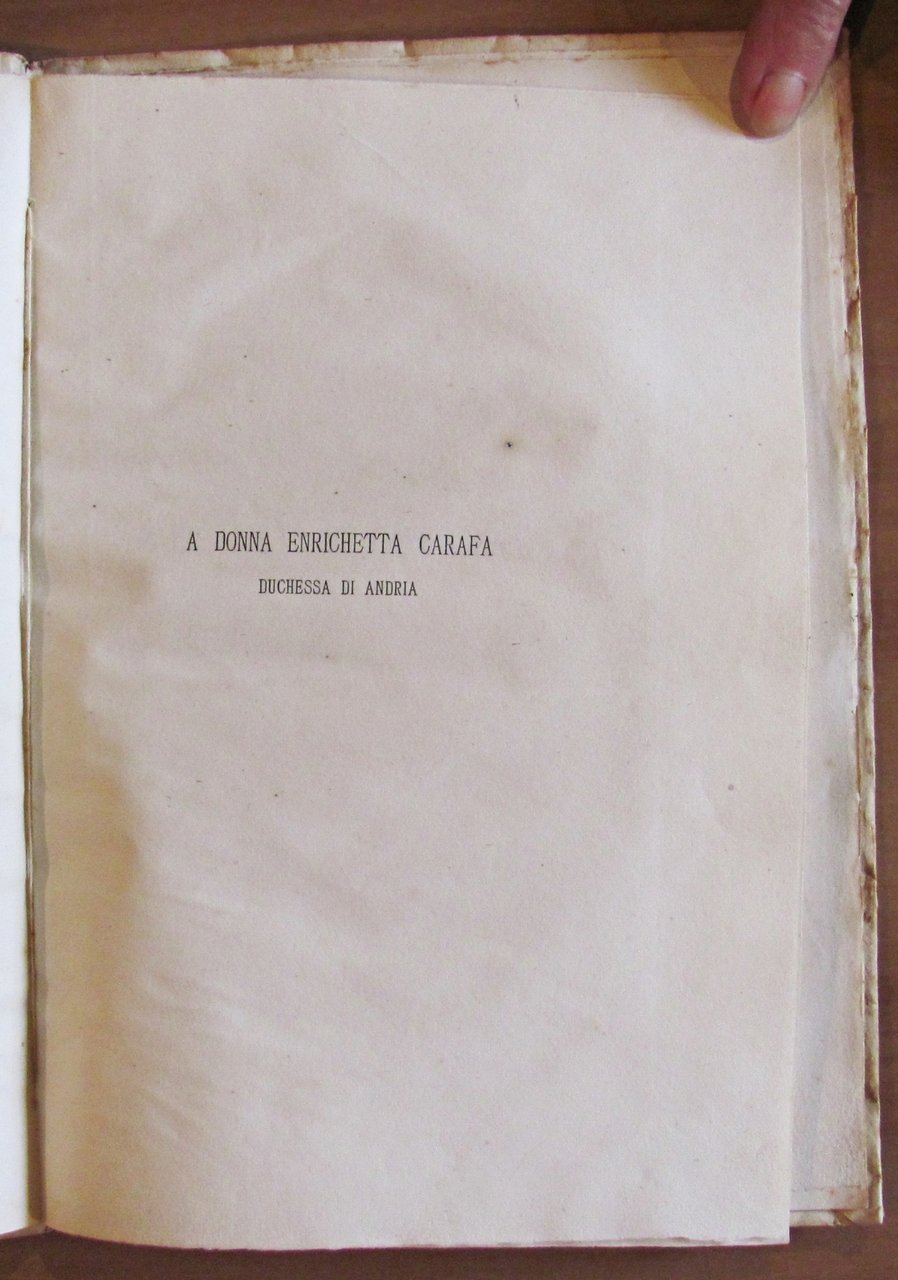 A DONNA ENRICHETTA CARAFA
DUCHESSA DI ANDRIA